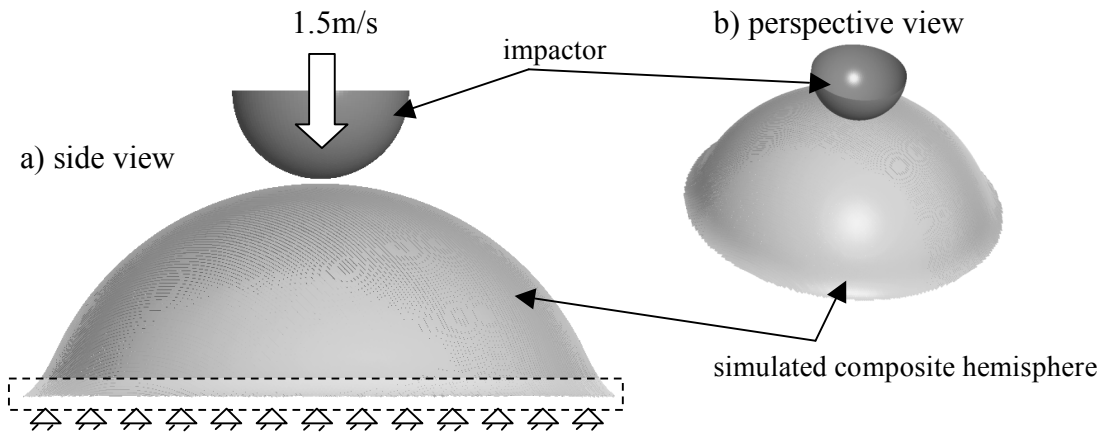 1.5m/s
b) perspective view
impactor
a) side view
simulated composite hemisphere